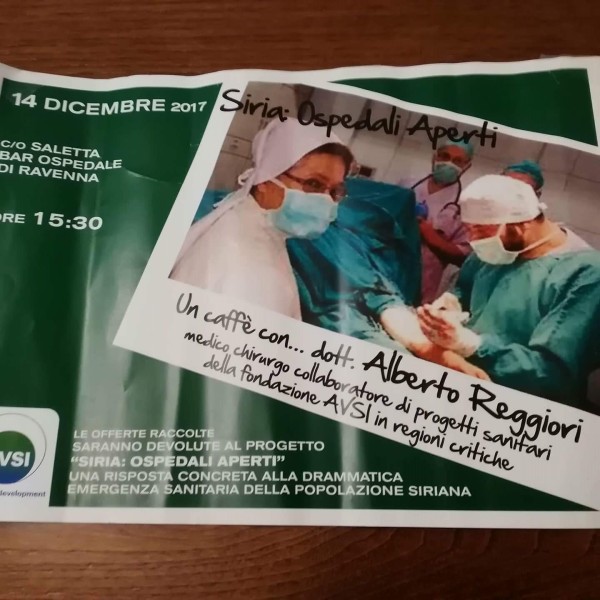 14 DICEMBRE 2017
C/O SALETTA
BAR OSPEDALE
DI RAVENNA
ORE 15:30
Siria: Ospedali Aperti
Un caffè con... dott. Alberto Reggiori
medico chirurgo collaboratore di progetti sanitari
della fondazione AVSI in regioni critiche
LE OFFERTE RACCOLTE
SARANNO DEVOLUTE AL PROGETTO
"SIRIA: OSPEDALI APERTI"
UNA RISPOSTA CONCRETA ALLA DRAMMATICA
EMERGENZA SANITARIA DELLA POPOLAZIONE SIRIANA
VSI
development